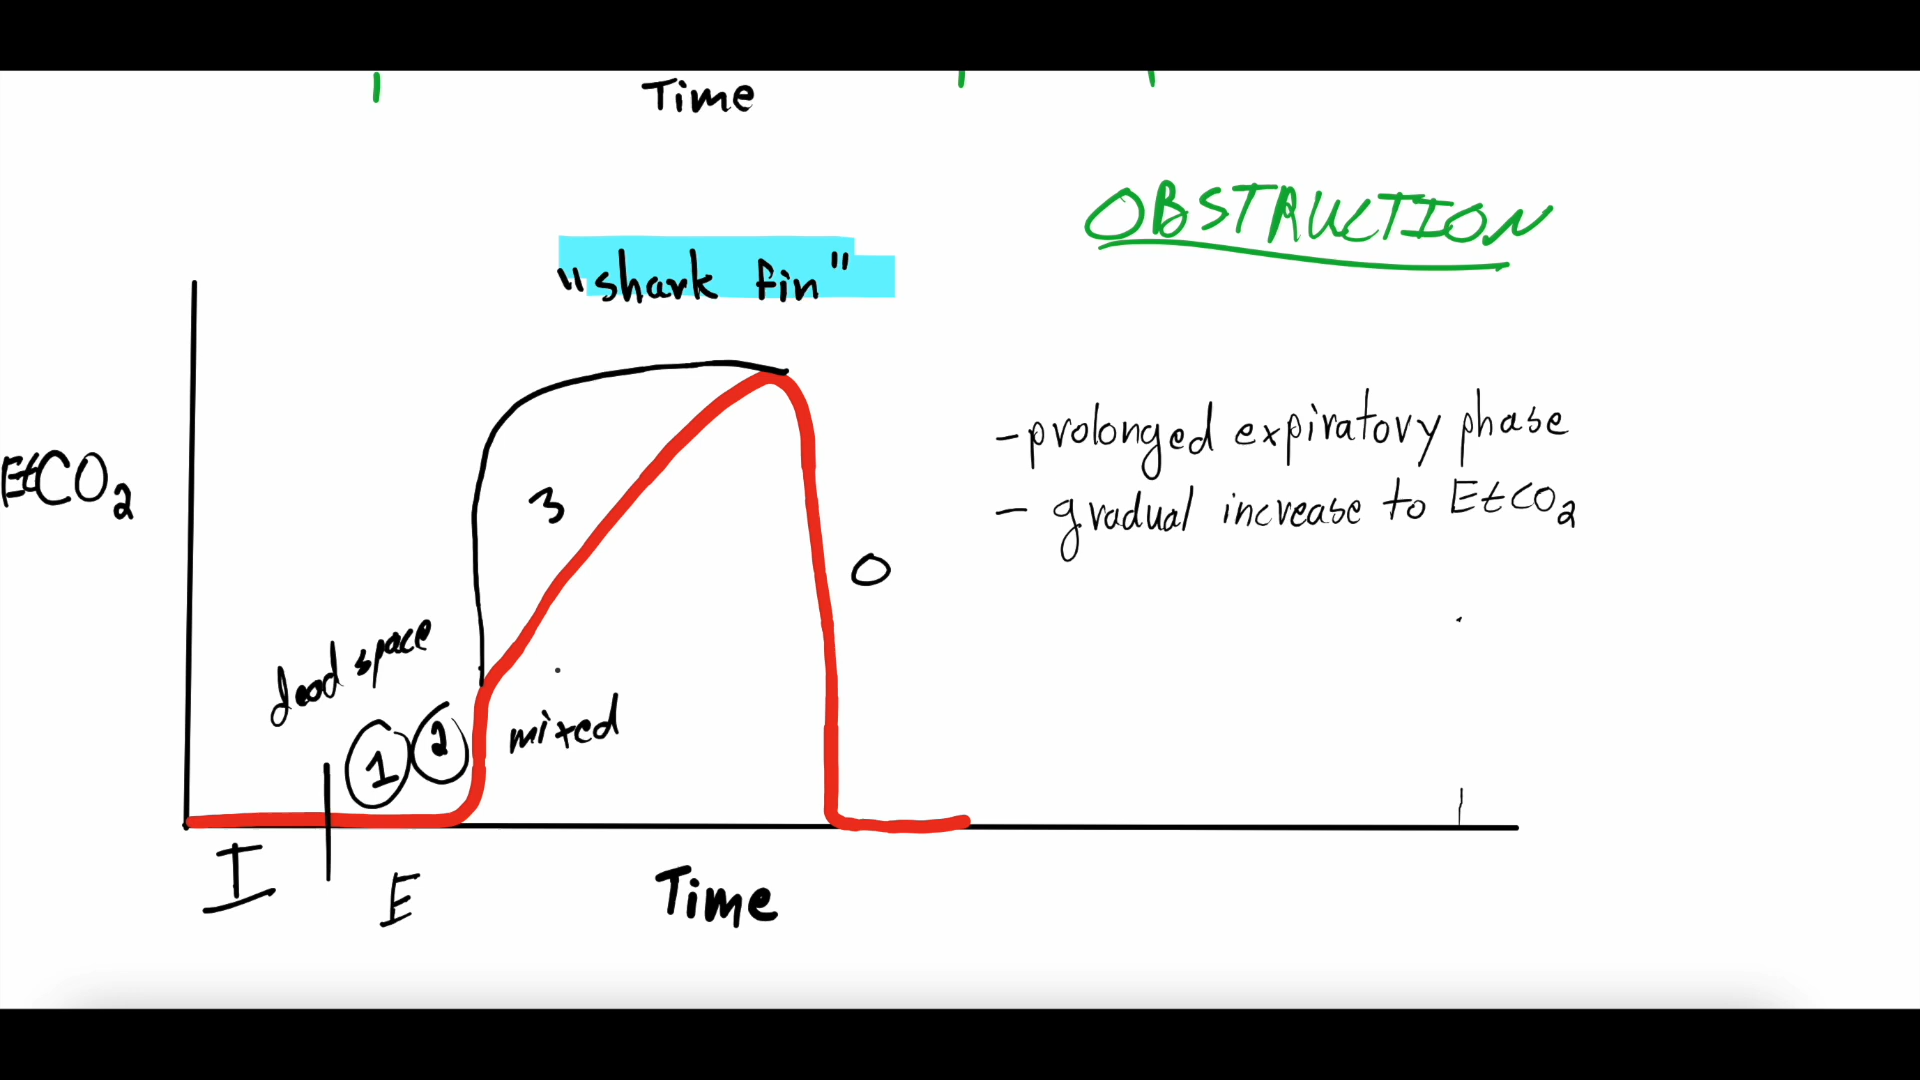 Time
OBSTRUCTION
"shark fin"
EtCO2
-prolonged expiratory phase
- gradual increase to EtCO2
3
0
dead space
1 2
mixed
I
E
Time